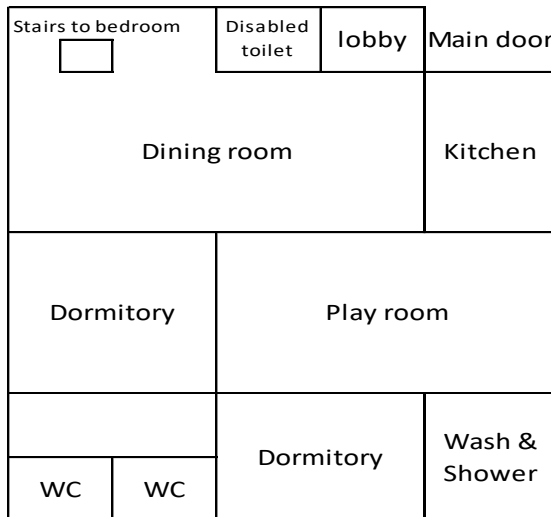 Stairs to bedroom
Disabled
toilet
lobby
Main door
Dining room
Kitchen
Dormitory
Play room
Dormitory
Wash &
Shower
WC
WC